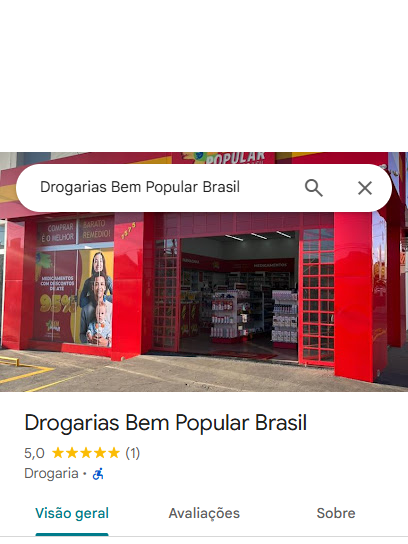 POPULAR
Drogarias Bem Popular Brasil
COMPRAR
É O MELHOR
BARATO
REMÉDIO!
MEDICAMENTOS
COM DESCONTOS
DE ATÉ
95%
Drogarias Bem Popular Brasil
5,0 ★★★★★ (1)
Drogaria ·
Visão geral
Avaliações
Sobre